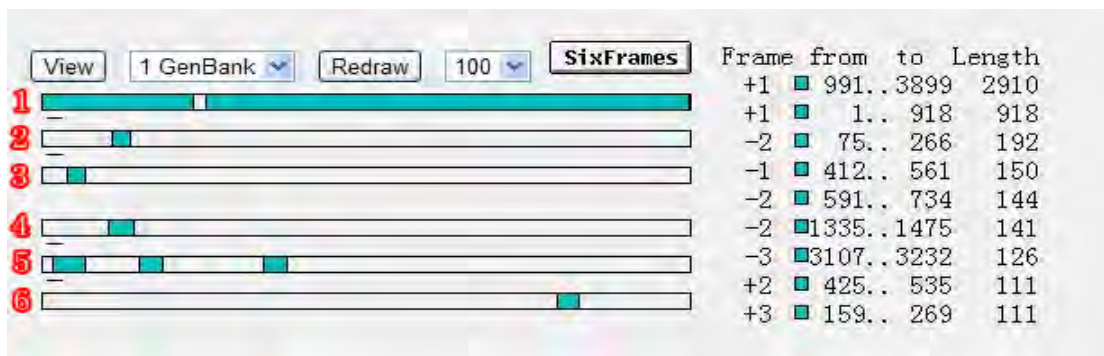 View 1 GenBank Redraw 100 SixFrames
Frame from to Length
+1 991..3899 2910
+1 1.. 918 918
-2 75.. 266 192
-1 412.. 561 150
-2 591.. 734 144
-2 1335..1475 141
-3 3107..3232 126
+2 425.. 535 111
+3 159.. 269 111
1
2
3
4
5
6